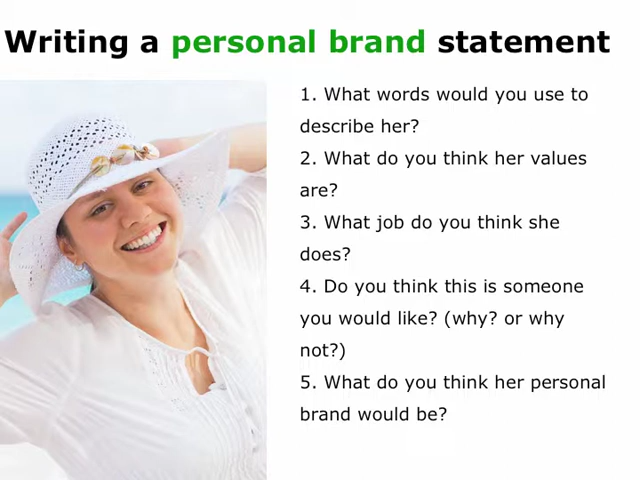 Writing a personal brand statement
1. What words would you use to
describe her?
2. What do you think her values
are?
3. What job do you think she
does?
4. Do you think this is someone
you would like? (why? or why
not?)
5. What do you think her personal
brand would be?